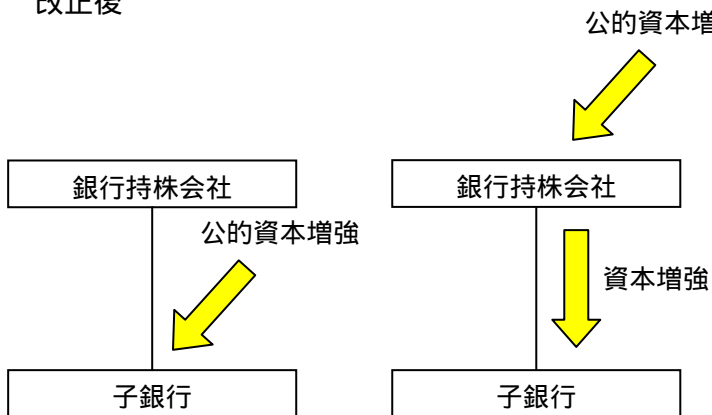 改正後
公的資本増
銀行持株会社
銀行持株会社
公的資本増強
資本増強
子銀行
子銀行